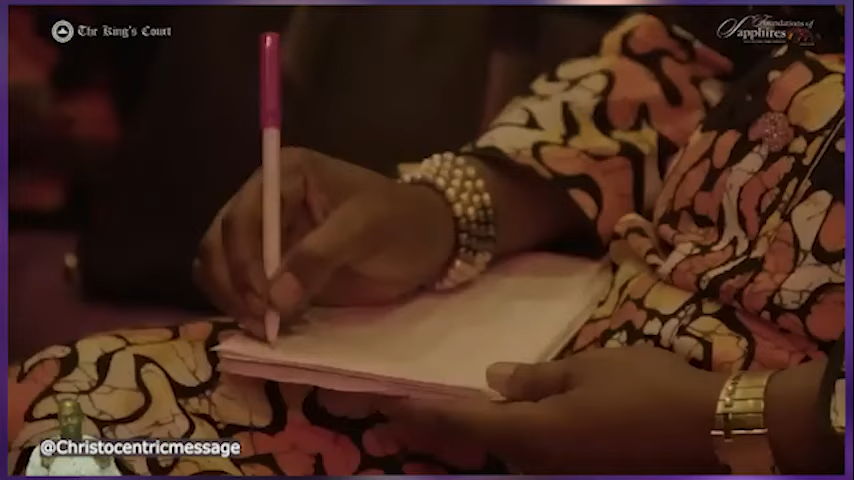 The King's Court
Foundations of
Sapphires
@Christocentricmessage